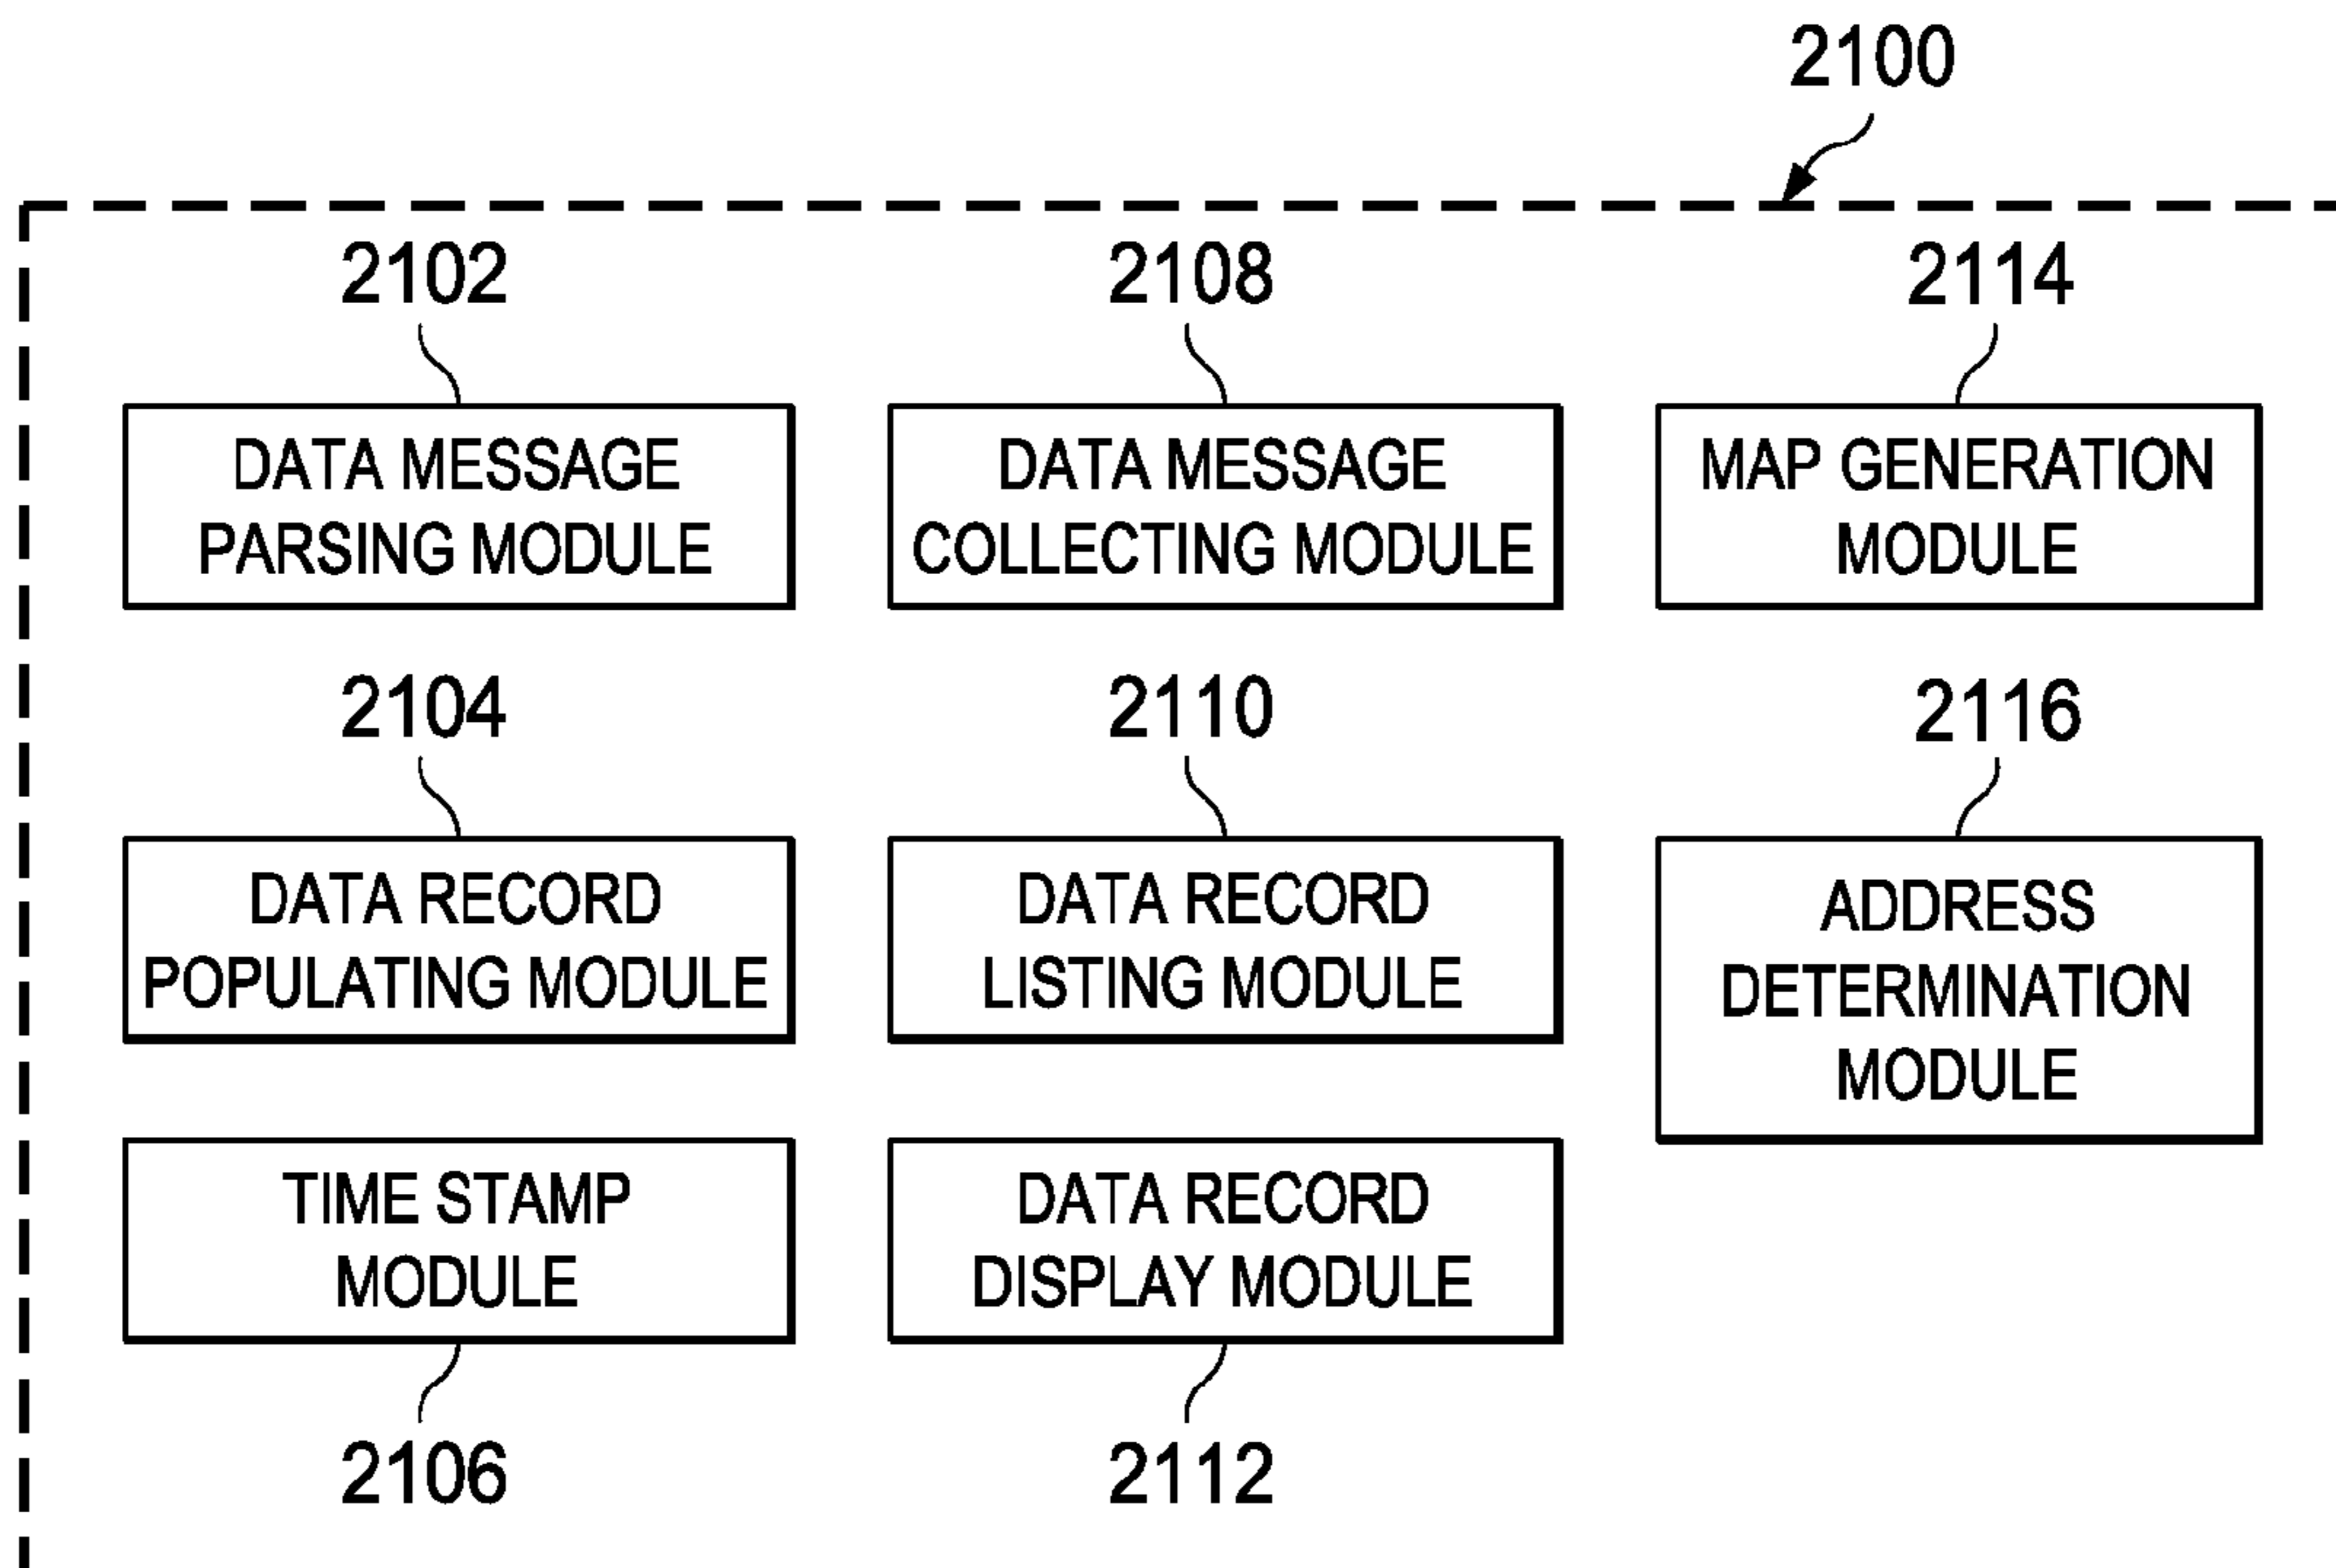 2100
2102
DATA MESSAGE
PARSING MODULE
2108
DATA MESSAGE
COLLECTING MODULE
2114
MAP GENERATION
MODULE
2104
DATA RECORD
POPULATING MODULE
2110
DATA RECORD
LISTING MODULE
2116
ADDRESS
DETERMINATION
MODULE
TIME STAMP
MODULE
2106
DATA RECORD
DISPLAY MODULE
2112